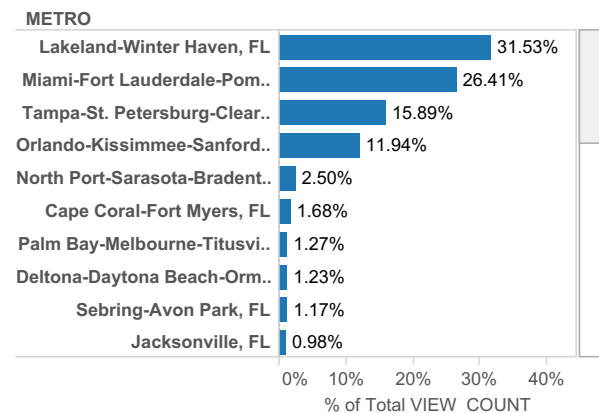 METRO
Lakeland-Winter Haven, FL 31.53%
Miami-Fort Lauderdale-Pom.. 26.41%
Tampa-St. Petersburg-Clear.. 15.89%
Orlando-Kissimmee-Sanford.. 11.94%
North Port-Sarasota-Bradent.. 2.50%
Cape Coral-Fort Myers, FL 1.68%
Palm Bay-Melbourne-Titusvi.. 1.27%
Deltona-Daytona Beach-Orm.. 1.23%
Sebring-Avon Park, FL 1.17%
Jacksonville, FL 0.98%
0% 10% 20% 30% 40%
% of Total VIEW_COUNT